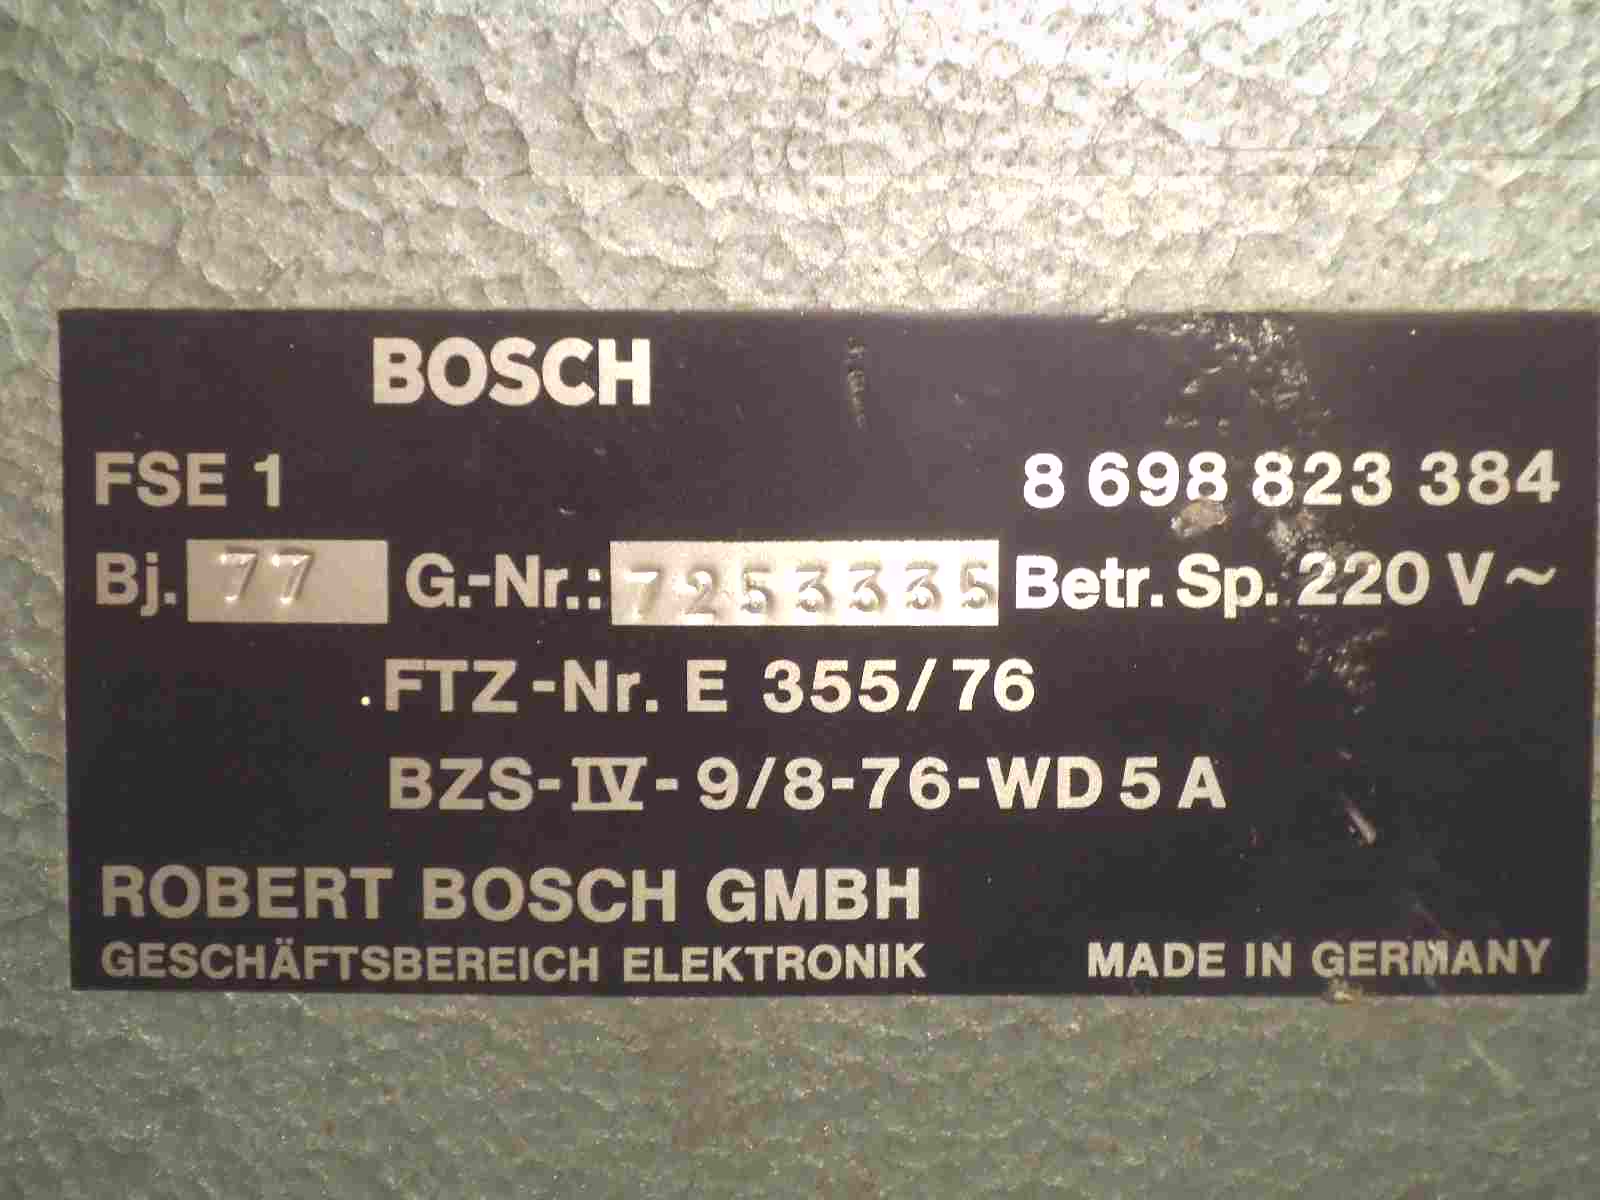 BOSCH
FSE 1 8 698 823 384
Bj. 77 G.-Nr.: 7253335 Betr. Sp. 220 V ~
FTZ-Nr. E 355/76
BZS-IV-9/8-76-WD 5 A
ROBERT BOSCH GMBH
GESCHÄFTSBEREICH ELEKTRONIK MADE IN GERMANY